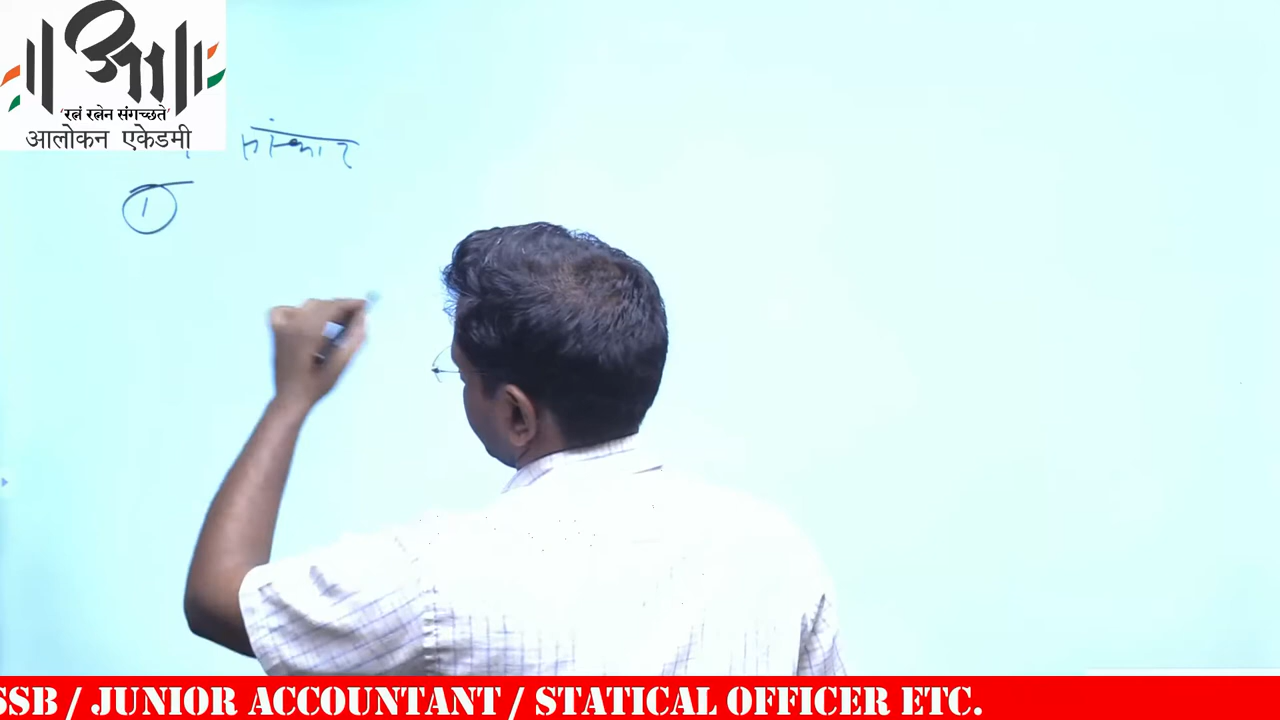 'रत्नं रत्नेन संगच्छते'
आलोकन एकेडमी
संस्कार
1
SSB / JUNIOR ACCOUNTANT / STATICAL OFFICER ETC.